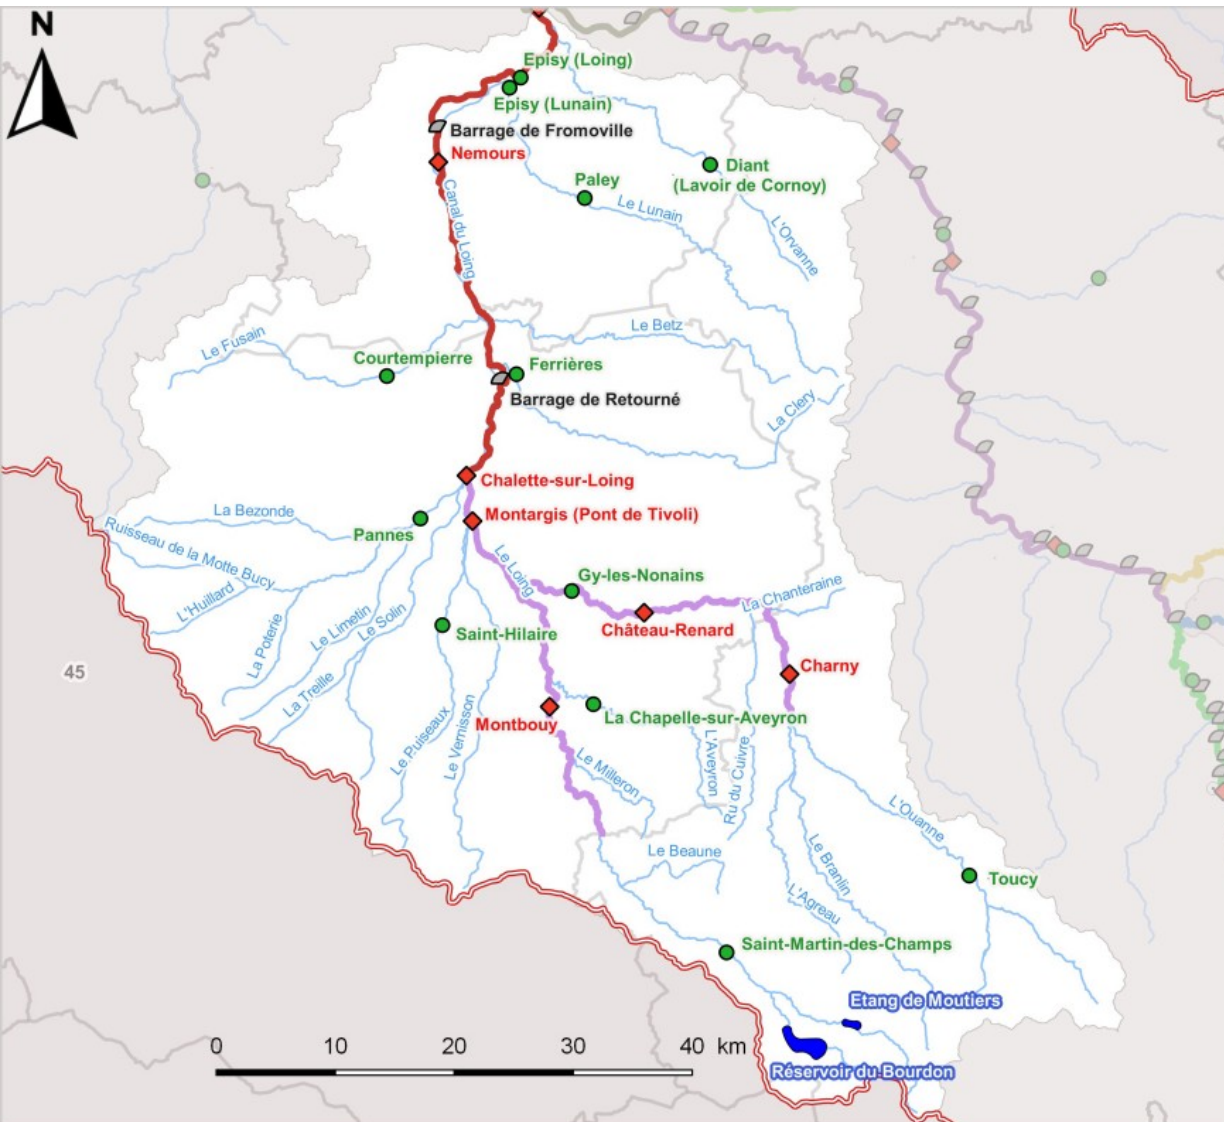 N
Episy (Loing)
Episy (Lunain)
Barrage de Fromoville
Nemours
Diant
(Lavoir de Cornoy)
Paley
Le Lunain
L'Orvanne
Canal du Loing
Le Betz
Le Fusain
Courtempierre
Ferrières
Barrage de Retourné
La Clery
Chalette-sur-Loing
La Bezonde
Montargis (Pont de Tivoli)
Pannes
Ruisseau de la Motte Bucy
Le Loing
Gy-les-Nonains
La Chanteraine
L'Huillard
Le Limetin
Le Solin
La Poterie
Saint-Hilaire
Château-Renard
Charny
45
La Treille
Montbouy
La Chapelle-sur-Aveyron
Le Puiseaux
Le Vernisson
Le Milleron
L'Aveyron
Ru du Cuivre
L'Ouanne
Le Beaune
Le Branlin
L'Agreau
Toucy
Saint-Martin-des-Champs
Etang de Moutiers
Réservoir du Bourdon
0 10 20 30 40 km